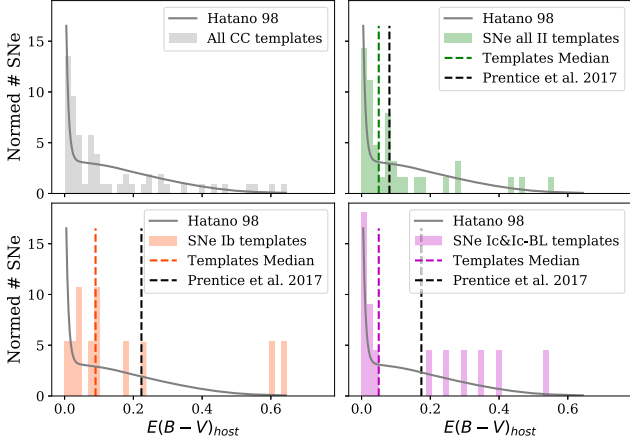 Normed # SNe
15
10
5
0
Hatano 98
All CC templates
Hatano 98
SNe all II templates
Templates Median
Prentice et al. 2017
Normed # SNe
15
10
5
0
0.0 0.2 0.4 0.6
E(B − V)host
Hatano 98
SNe Ib templates
Templates Median
Prentice et al. 2017
0.0 0.2 0.4 0.6
E(B − V)host
Hatano 98
SNe Ic&Ic-BL templates
Templates Median
Prentice et al. 2017